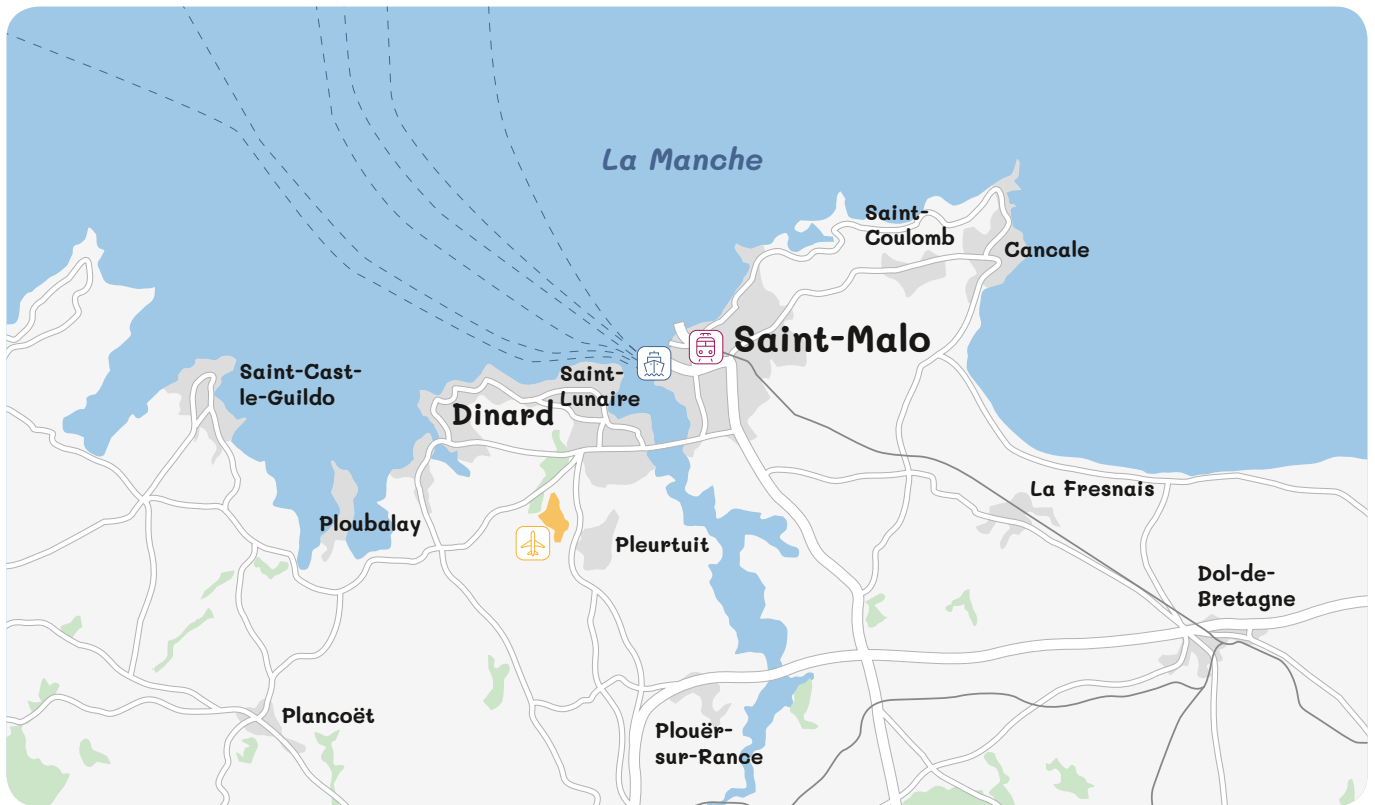 La Manche
Saint-
Coulomb
Cancale
Saint-Malo
Saint-Cast-
le-Guildo
Saint-
Lunaire
Dinard
La Fresnais
Ploubalay
Pleurtuit
Dol-de-
Bretagne
Plancoët
Plouër-
sur-Rance